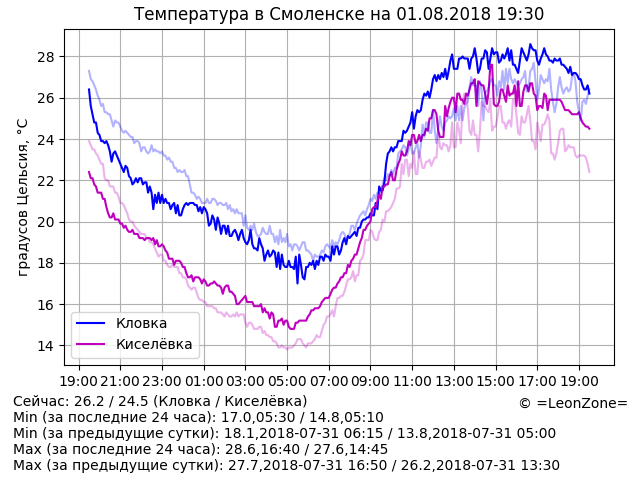 Температура в Смоленске на 01.08.2018 19:30
градусов Цельсия, °C
28
26
24
22
20
18
16
14
Кловка
Киселёвка
19:00 21:00 23:00 01:00 03:00 05:00 07:00 09:00 11:00 13:00 15:00 17:00 19:00
Сейчас: 26.2 / 24.5 (Кловка / Киселёвка)
© =LeonZone=
Min (за последние 24 часа): 17.0,05:30 / 14.8,05:10
Min (за предыдущие сутки): 18.1,2018-07-31 06:15 / 13.8,2018-07-31 05:00
Max (за последние 24 часа): 28.6,16:40 / 27.6,14:45
Max (за предыдущие сутки): 27.7,2018-07-31 16:50 / 26.2,2018-07-31 13:30